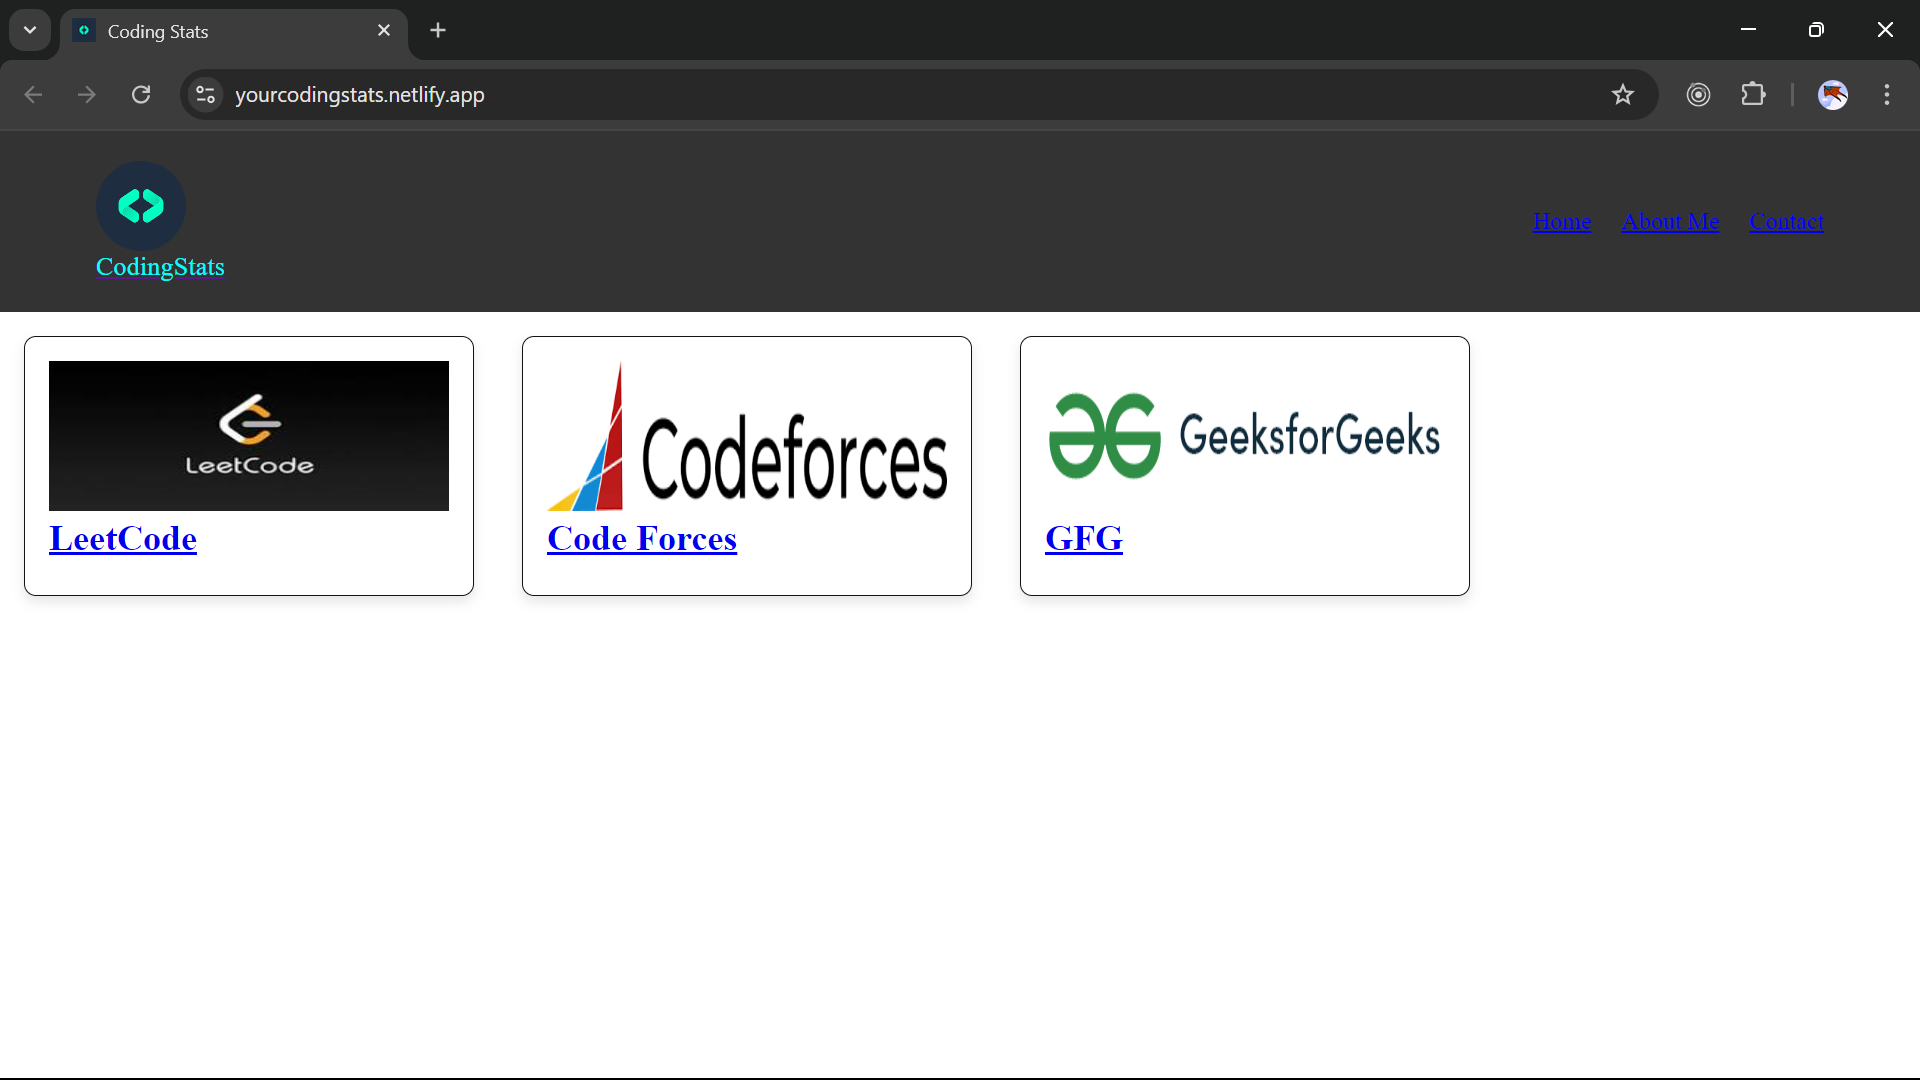 Coding Stats
yourcodingstats.netlify.app
CodingStats
Home About Me Contact
LeetCode
Codeforces
GeeksforGeeks
LeetCode
Code Forces
GFG